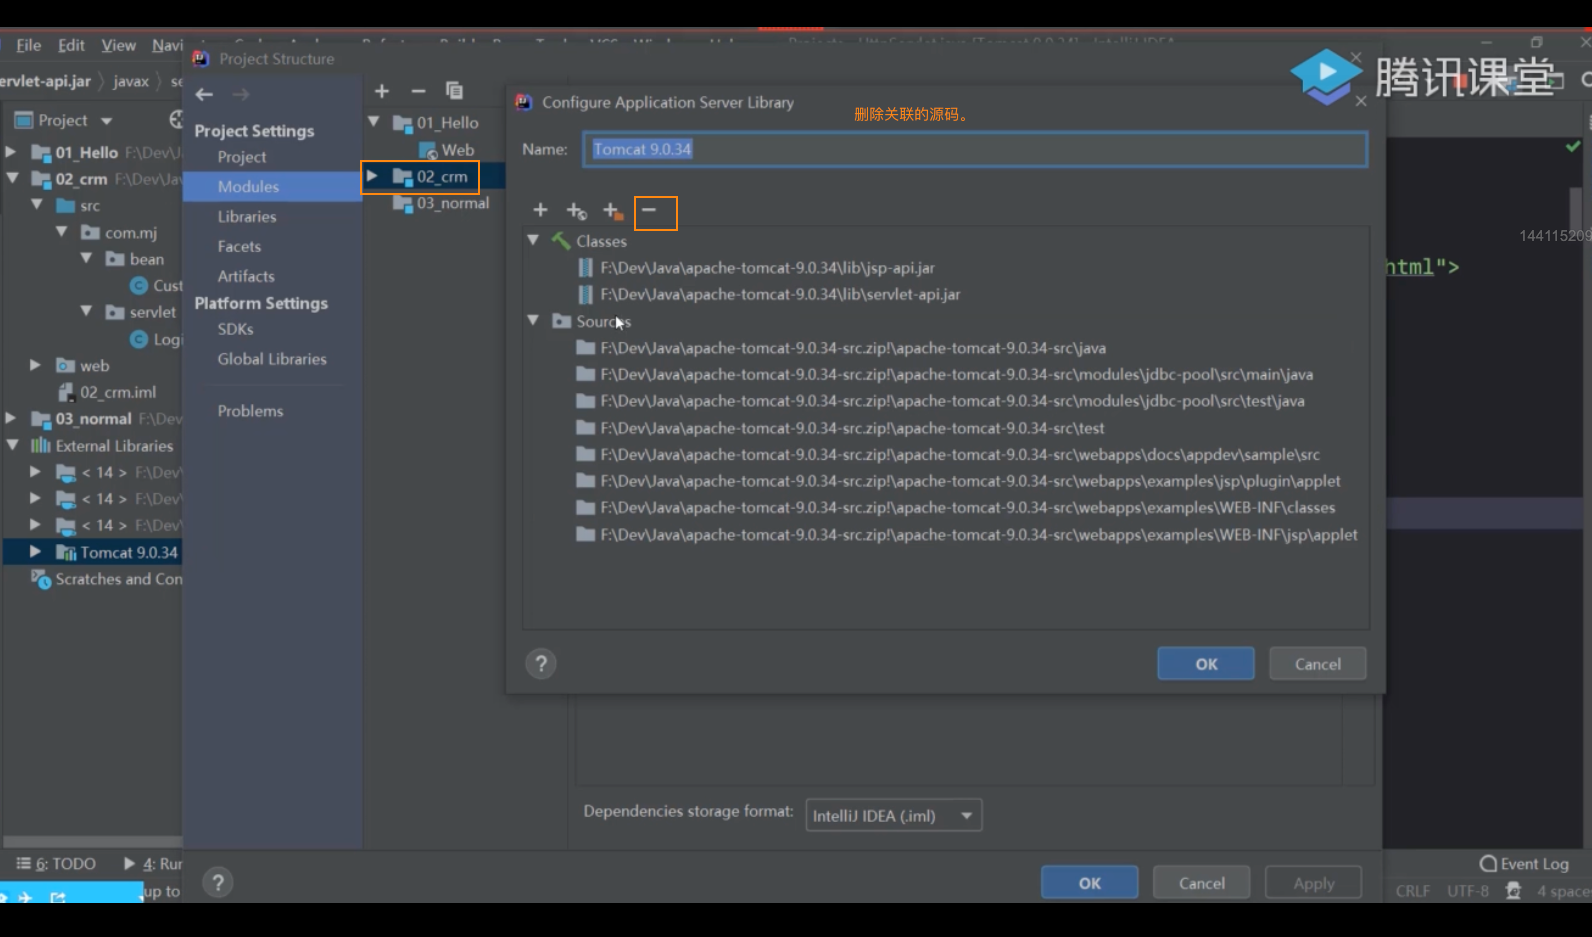 File Edit View Navi
Project Structure
腾讯课堂
ervlet-api.jar javax se
Project
01_Hello F:\Dev\J
02_crm F:\Dev\Jav
src
com.mj
bean
Cust
servlet
Logi
web
02_crm.iml
03_normal F:\Dev
External Libraries
< 14 > F:\Dev\
< 14 > F:\Dev\
< 14 > F:\Dev\
Tomcat 9.0.34
Scratches and Con
Project Settings
Project
Modules
Libraries
Facets
Artifacts
Platform Settings
SDKs
Global Libraries
Problems
01_Hello
Web
02_crm
03_normal
Configure Application Server Library
删除关联的源码。
Name: Tomcat 9.0.34
Classes
F:\Dev\Java\apache-tomcat-9.0.34\lib\jsp-api.jar
F:\Dev\Java\apache-tomcat-9.0.34\lib\servlet-api.jar
Sources
F:\Dev\Java\apache-tomcat-9.0.34-src.zip!\apache-tomcat-9.0.34-src\java
F:\Dev\Java\apache-tomcat-9.0.34-src.zip!\apache-tomcat-9.0.34-src\modules\jdbc-pool\src\main\java
F:\Dev\Java\apache-tomcat-9.0.34-src.zip!\apache-tomcat-9.0.34-src\modules\jdbc-pool\src\test\java
F:\Dev\Java\apache-tomcat-9.0.34-src.zip!\apache-tomcat-9.0.34-src\test
F:\Dev\Java\apache-tomcat-9.0.34-src.zip!\apache-tomcat-9.0.34-src\webapps\docs\appdev\sample\src
F:\Dev\Java\apache-tomcat-9.0.34-src.zip!\apache-tomcat-9.0.34-src\webapps\examples\jsp\plugin\applet
F:\Dev\Java\apache-tomcat-9.0.34-src.zip!\apache-tomcat-9.0.34-src\webapps\examples\WEB-INF\classes
F:\Dev\Java\apache-tomcat-9.0.34-src.zip!\apache-tomcat-9.0.34-src\webapps\examples\WEB-INF\jsp\applet
? OK Cancel
144115209
html">
Dependencies storage format: IntelliJ IDEA (.iml)
6: TODO 4: Run
Event Log
up to
? OK Cancel Apply
CRLF UTF-8 4 space